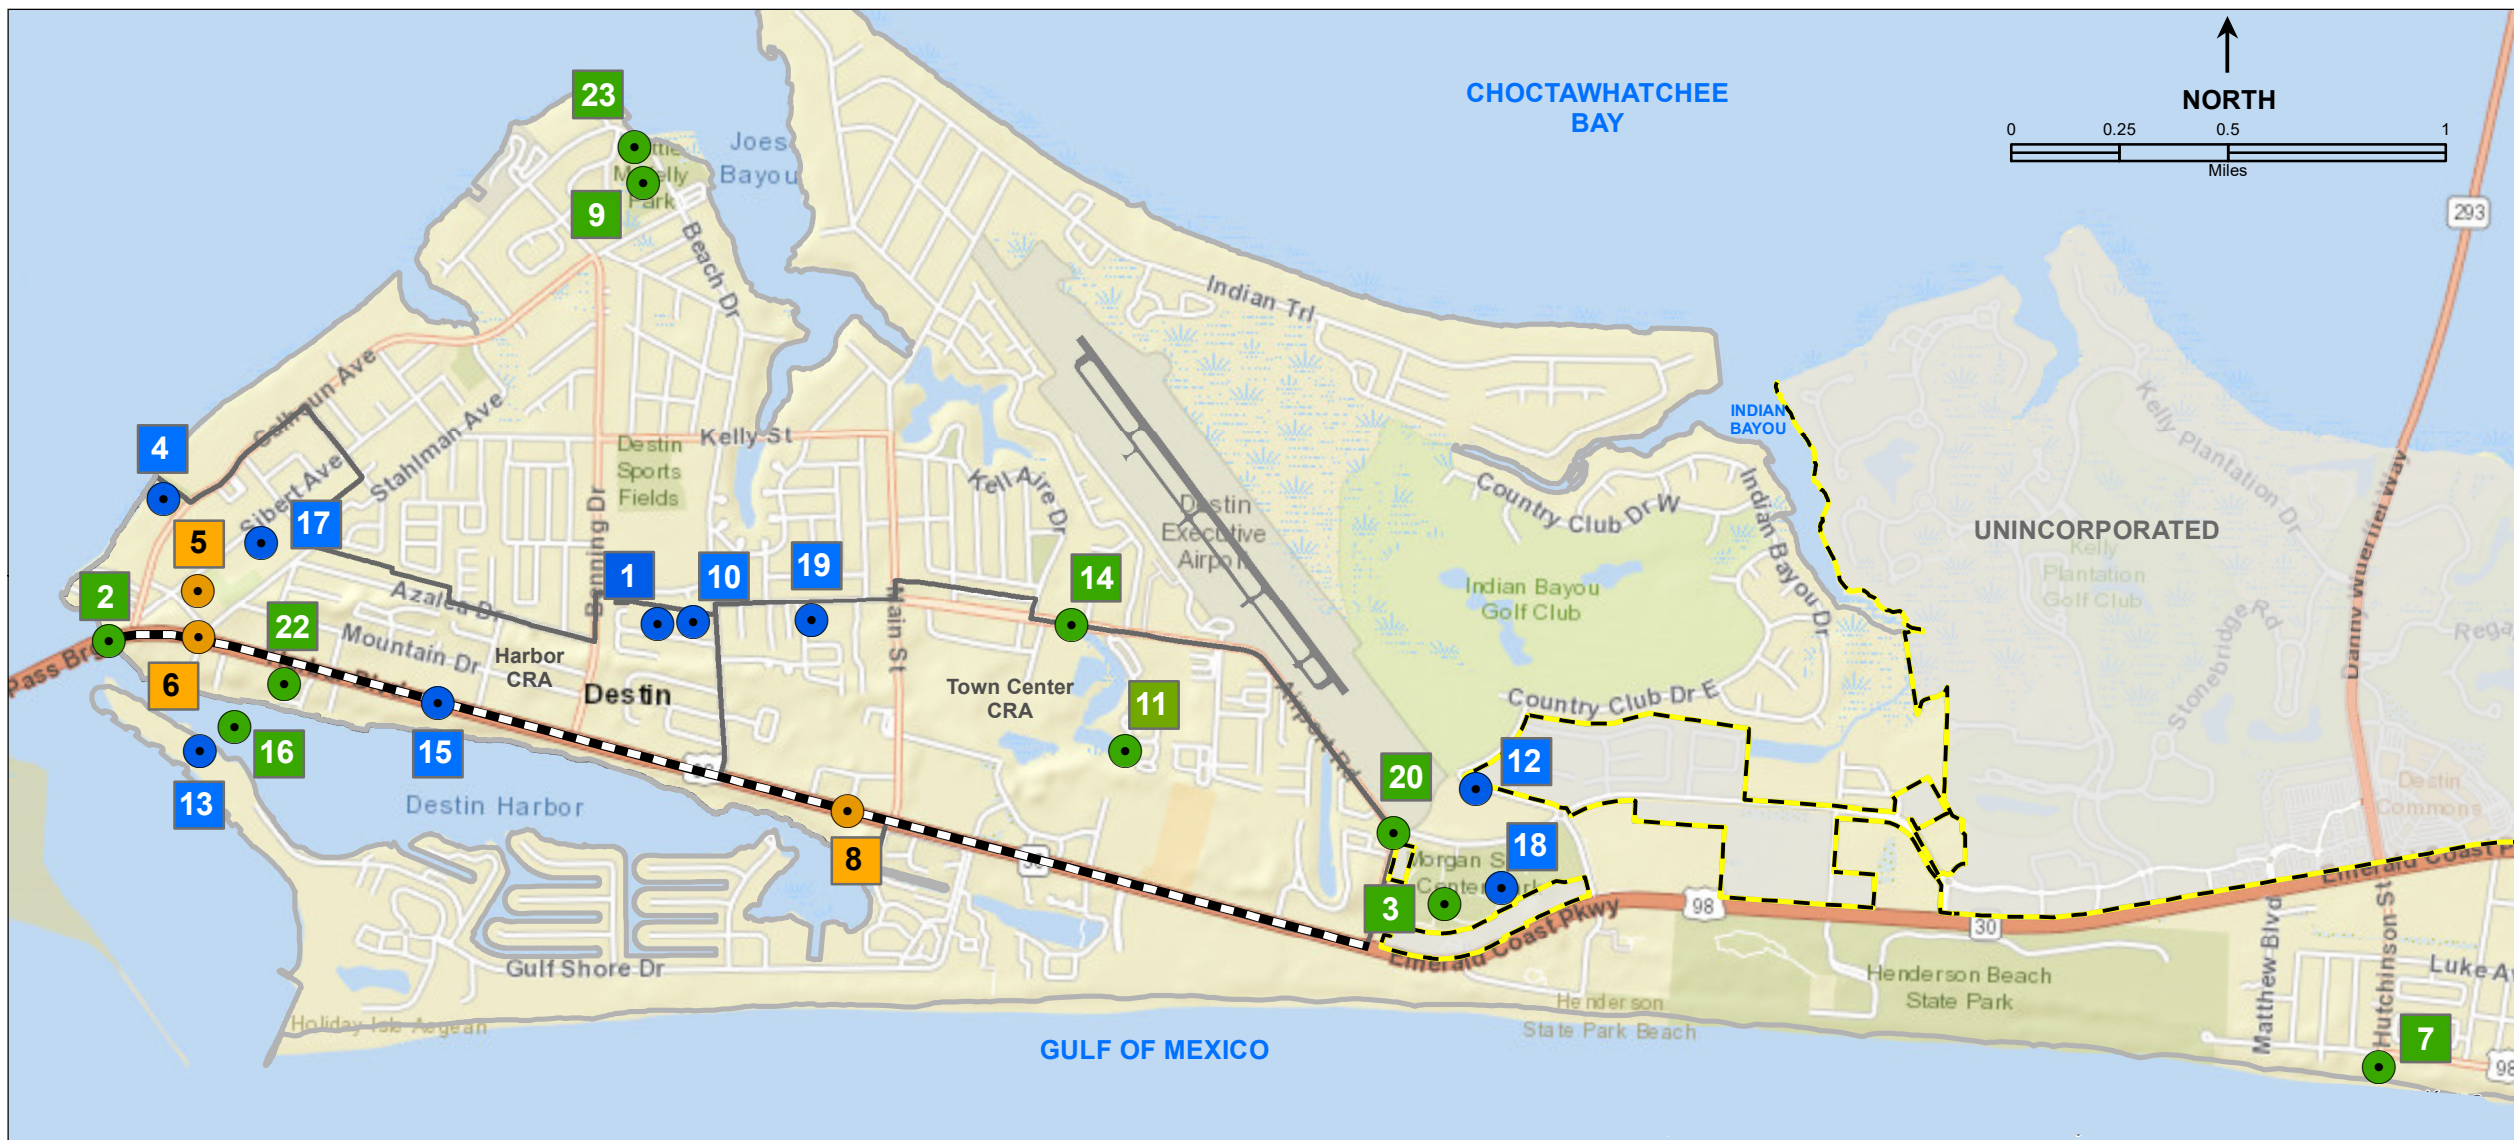 23
CHOCTAWHATCHEE
BAY
NORTH
0 0.25 0.5 1
Miles
Joes
Bayou
Park
9
293
Beach Dr
Indian Trl
Calhoun Ave
INDIAN
BAYOU
Kelly Plantation Dr
4
Stahlman Ave
Kelly St
Destin
Sports
Fields
Sibert Ave
17
Kell Aire Dr
Country Club Dr W
Indian Bayou Dr
Danny Wuerffel Way
Destin
Executive
Airport
UNINCORPORATED
Kelly
Plantation
Golf Club
5
Benning Dr
1
10
19
14
Indian Bayou
Golf Club
2
Azalea Dr
22
Mountain Dr
Main St
Stonebridge Rd
Harbor
CRA
Destin
Town Center
CRA
11
Country Club Dr E
6
Airport Rd
16
15
20
12
13
Destin Harbor
Destin
Commons
8
18
3
98
Emerald Coast Pkwy
30
Gulf Shore Dr
Henderson Beach
State Park
Matthew Blvd
Hutchinson St
Holiday Isle Aegean
Henderson
State Park Beach
GULF OF MEXICO
7
98